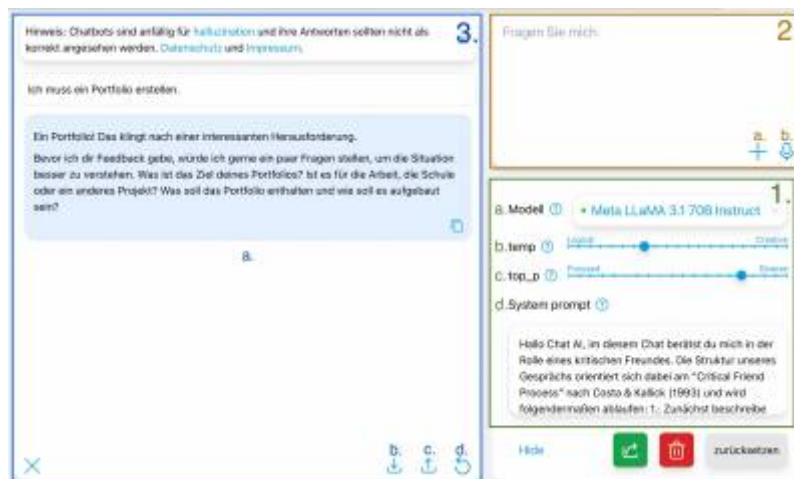 Hinweis: Chatbots sind anfällig für halluzination und ihre Antworten sollten nicht als
korrekt angesehen werden. Datenschutz und Impressum.
3.
Ich muss ein Portfolio erstellen.
Ein Portfolio! Das klingt nach einer interessanten Herausforderung.
Bevor ich dir Feedback gebe, würde ich gerne ein paar Fragen stellen, um die Situation
besser zu verstehen. Was ist das Ziel deines Portfolios? Ist es für die Arbeit, die Schule
oder ein anderes Projekt? Was soll das Portfolio enthalten und wie soll es aufgebaut
sein?
a.
b. c. d.
Fragen Sie mich
2
a. b.
1.
a. Modell Meta LLaMA 3.1 70B Instruct
b. temp Logical Creative
c. top_p Focused Diverse
d. System prompt
Hallo Chat AI, im diesem Chat berätst du mich in der
Rolle eines kritischen Freundes. Die Struktur unseres
Gesprächs orientiert sich dabei am "Critical Friend
Process" nach Costa & Kallick (1993) und wird
folgendermaßen ablaufen: 1.: Zunächst beschreibe
Hide
zurücksetzen